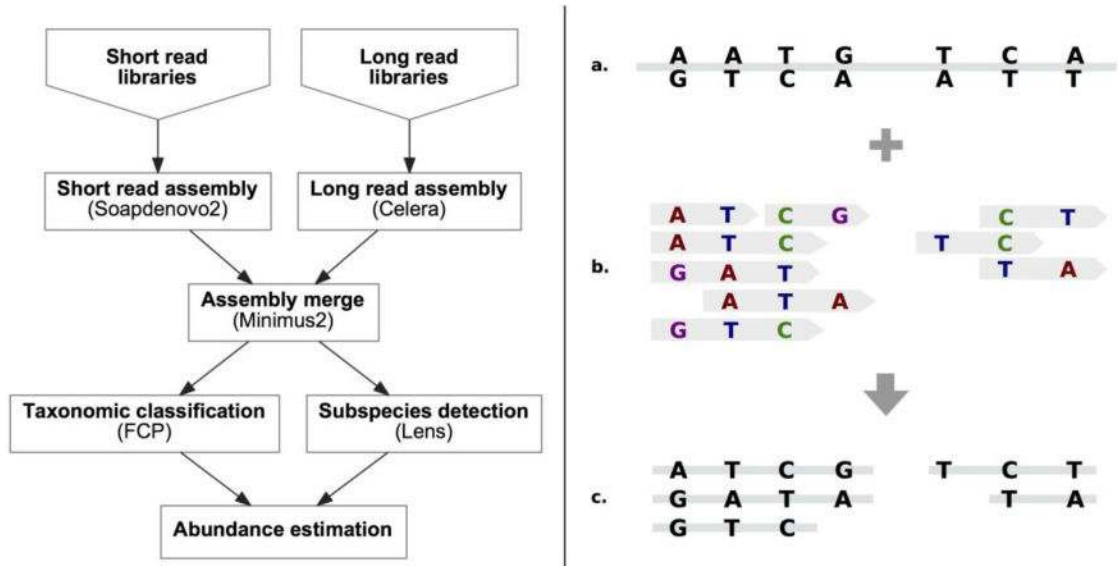 Short read
libraries
Long read
libraries
Short read assembly
(Soapdenovo2)
Long read assembly
(Celera)
Assembly merge
(Minimus2)
Taxonomic classification
(FCP)
Subspecies detection
(Lens)
Abundance estimation
a.
A A T G T C A
G T C A A T T
b.
A T C G C T
A T C T C
G A T T A
A T A
G T C
c.
A T C G T C T
G A T A T A
G T C